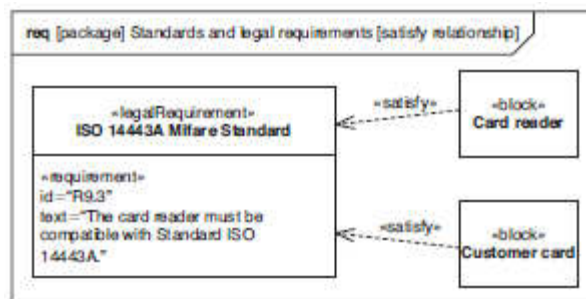 req [package] Standards and legal requirements [satisfy relationship]
«legalRequirement»
ISO 14443A Mifare Standard
«requirement»
id="R9.3"
text="The card reader must be
compatible with Standard ISO
14443A."
«satisfy»
«block»
Card reader
«satisfy»
«block»
Customer card